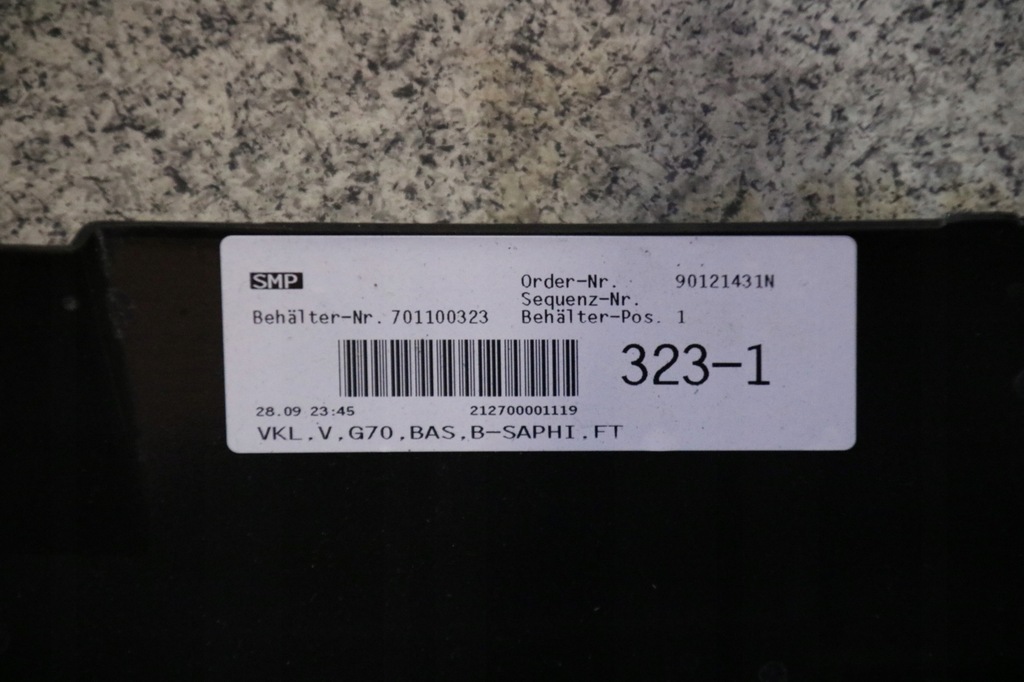 SMP
Order-Nr. 90121431N
Sequenz-Nr.
Behälter-Nr. 701100323 Behälter-Pos. 1
323-1
28.09 23:45 212700001119
VKL.V,G70,BAS,B-SAPHI.FT